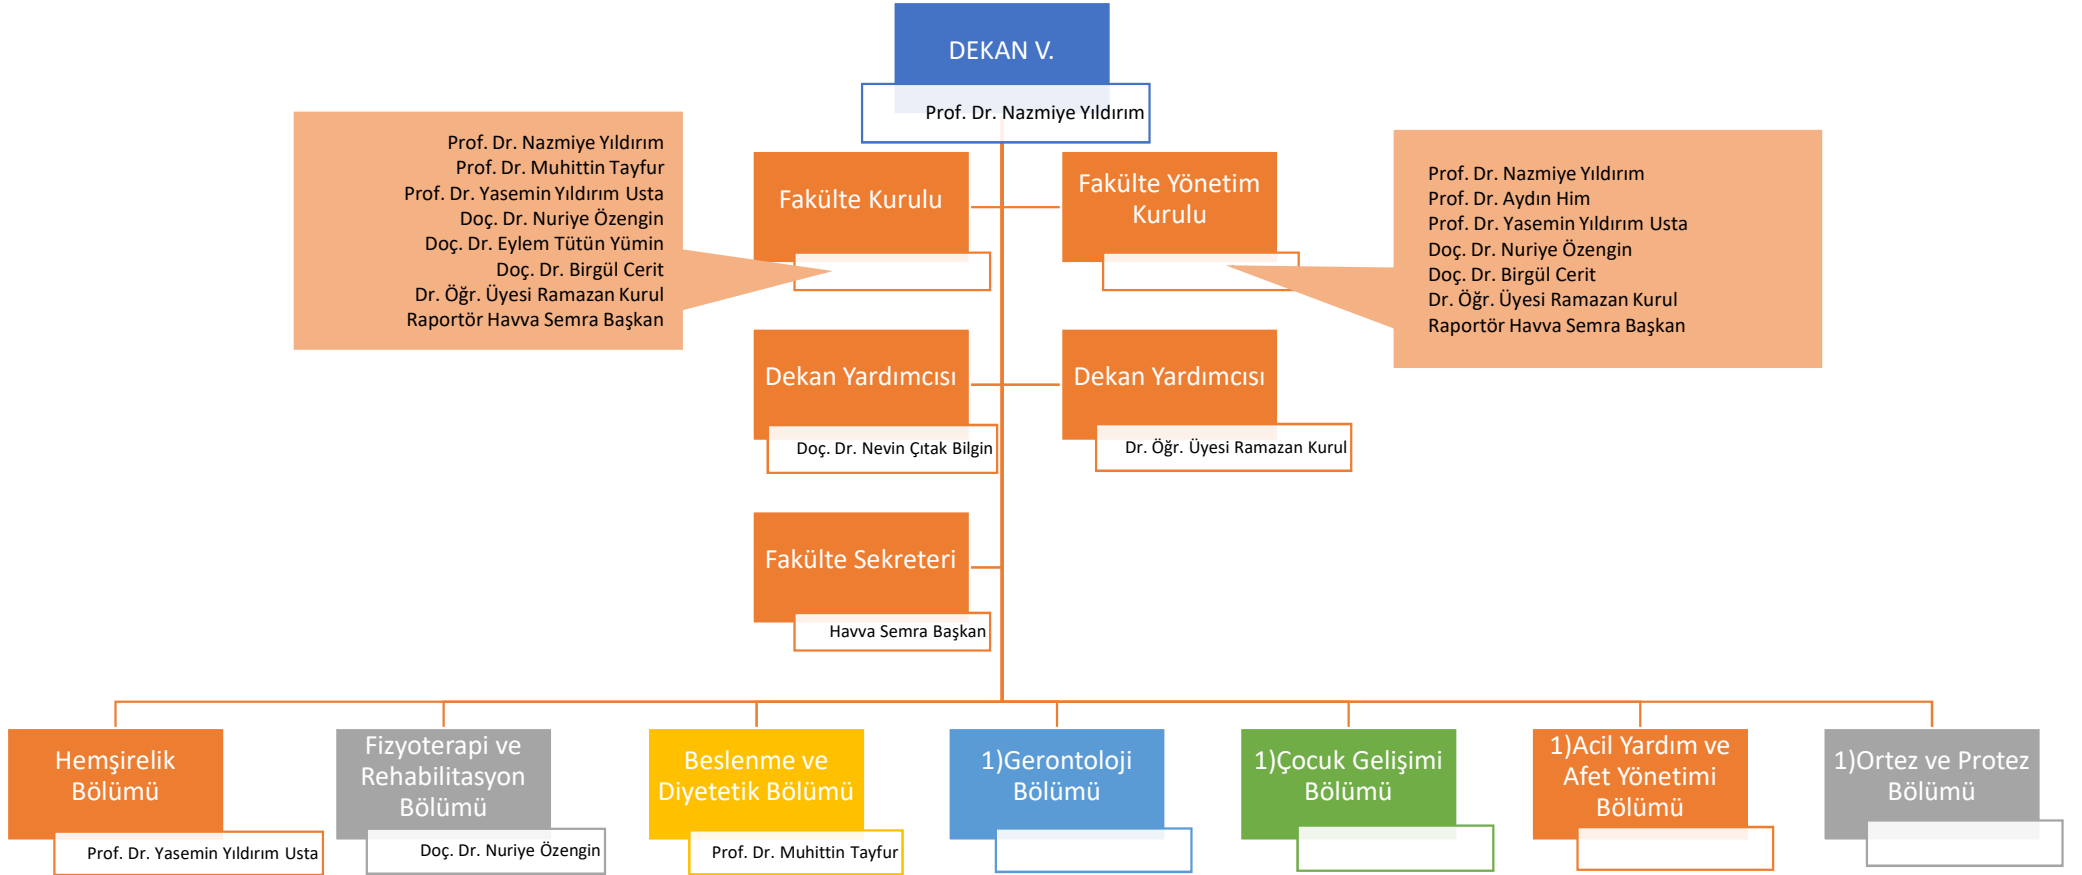 DEKAN V.
Prof. Dr. Nazmiye Yıldırım
Prof. Dr. Nazmiye Yıldırım
Prof. Dr. Muhittin Tayfur
Prof. Dr. Yasemin Yıldırım Usta
Doç. Dr. Nuriye Özengin
Doç. Dr. Eylem Tütün Yümin
Doç. Dr. Birgül Cerit
Dr. Öğr. Üyesi Ramazan Kurul
Raportör Havva Semra Başkan
Fakülte Kurulu
Fakülte Yönetim
Kurulu
Prof. Dr. Nazmiye Yıldırım
Prof. Dr. Aydın Him
Prof. Dr. Yasemin Yıldırım Usta
Doç. Dr. Nuriye Özengin
Doç. Dr. Birgül Cerit
Dr. Öğr. Üyesi Ramazan Kurul
Raportör Havva Semra Başkan
Dekan Yardımcısı
Doç. Dr. Nevin Çıtak Bilgin
Dekan Yardımcısı
Dr. Öğr. Üyesi Ramazan Kurul
Fakülte Sekreteri
Havva Semra Başkan
Hemşirelik
Bölümü
Prof. Dr. Yasemin Yıldırım Usta
Fizyoterapi ve
Rehabilitasyon
Bölümü
Doç. Dr. Nuriye Özengin
Beslenme ve
Diyetetik Bölümü
Prof. Dr. Muhittin Tayfur
1)Gerontoloji
Bölümü
1)Çocuk Gelişimi
Bölümü
1)Acil Yardım ve
Afet Yönetimi
Bölümü
1)Ortez ve Protez
Bölümü